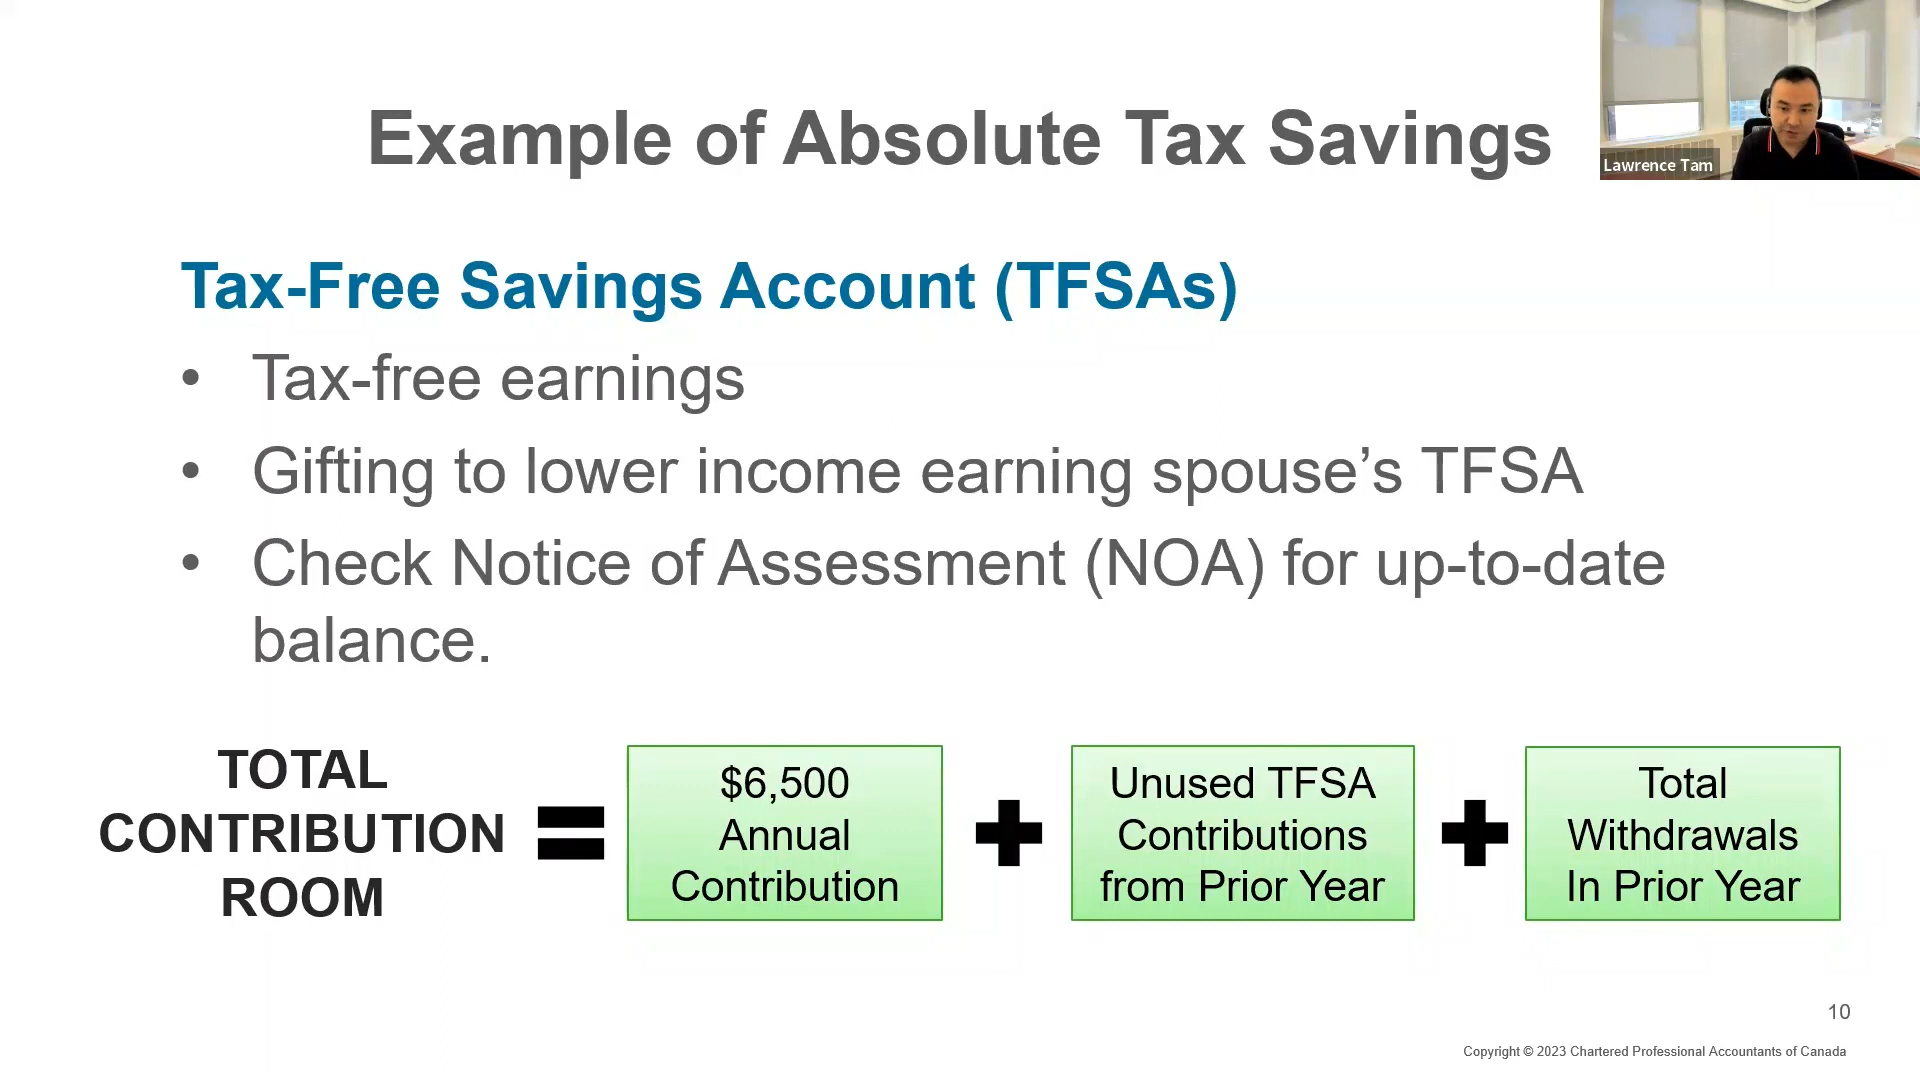 Example of Absolute Tax Savings
Lawrence Tam
Tax-Free Savings Account (TFSAs)
• Tax-free earnings
• Gifting to lower income earning spouse’s TFSA
• Check Notice of Assessment (NOA) for up-to-date
balance.
TOTAL
CONTRIBUTION
ROOM
=
$6,500
Annual
Contribution
+
Unused TFSA
Contributions
from Prior Year
+
Total
Withdrawals
In Prior Year
10
Copyright © 2023 Chartered Professional Accountants of Canada